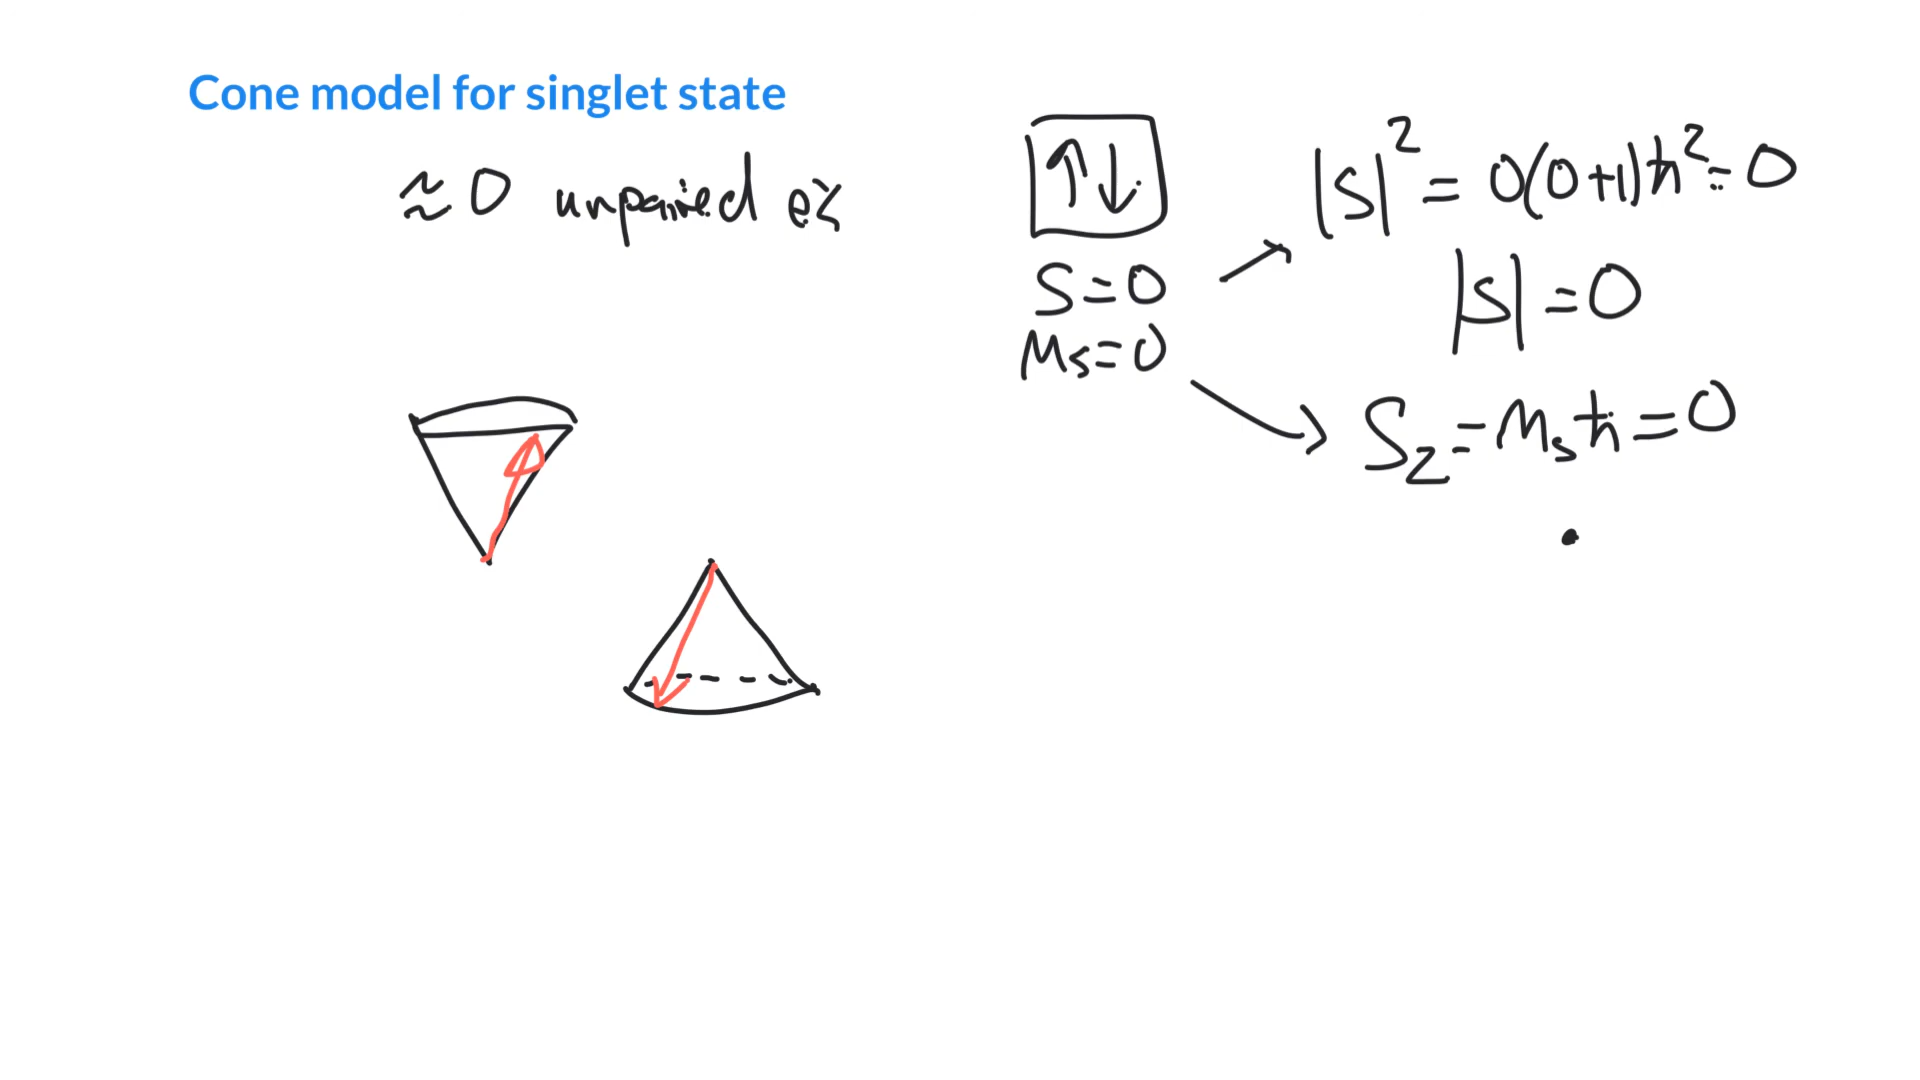 Cone model for singlet state
≈ 0 unpaired e⁻s
↑↓
S=0
Ms=0
|S|² = 0(0+1)ħ² = 0
|S| = 0
Sz = Msħ = 0